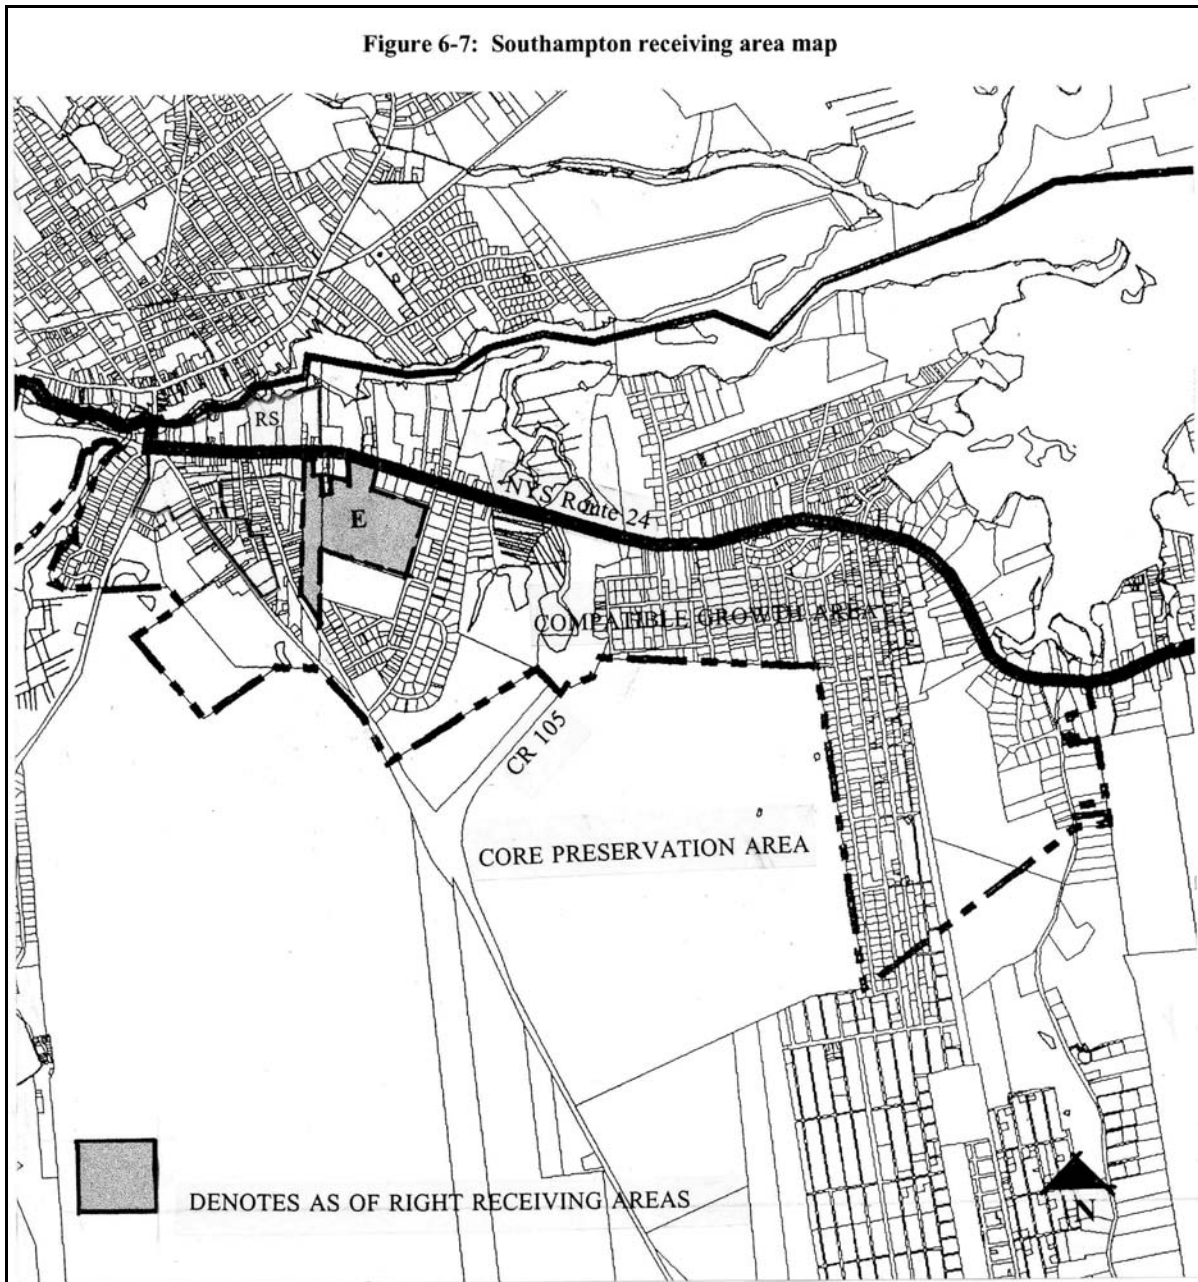 Figure 6-7: Southampton receiving area map
RS
E
NYS Route 24
COMPATIBLE GROWTH AREA
CR 105
CORE PRESERVATION AREA
DENOTES AS OF RIGHT RECEIVING AREAS
N